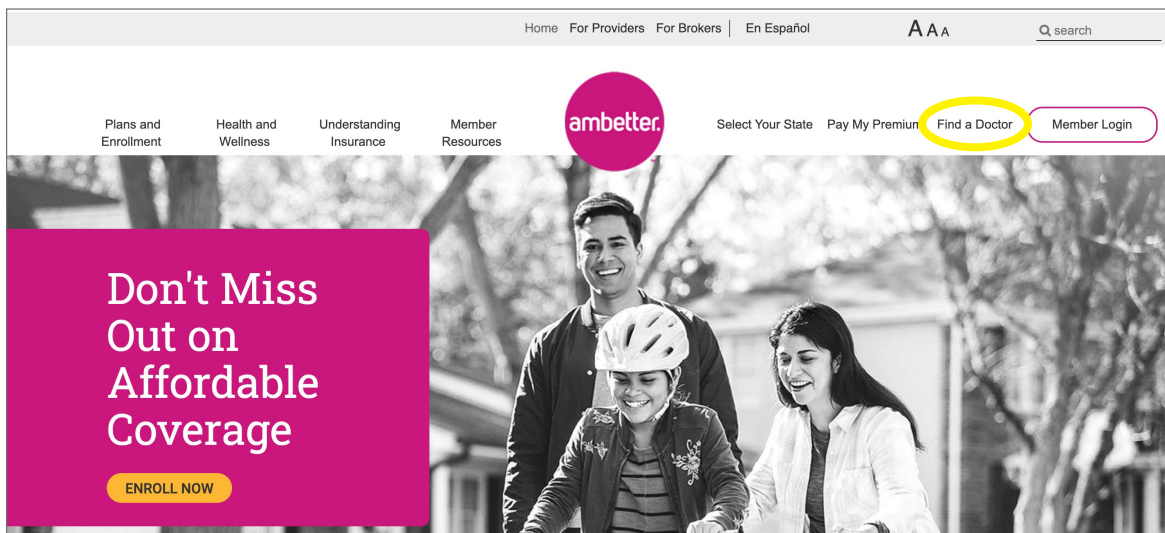 Home For Providers For Brokers | En Español A A A search
Plans and Enrollment
Health and Wellness
Understanding Insurance
Member Resources
ambetter.
Select Your State Pay My Premium Find a Doctor Member Login
Don't Miss
Out on
Affordable
Coverage
ENROLL NOW